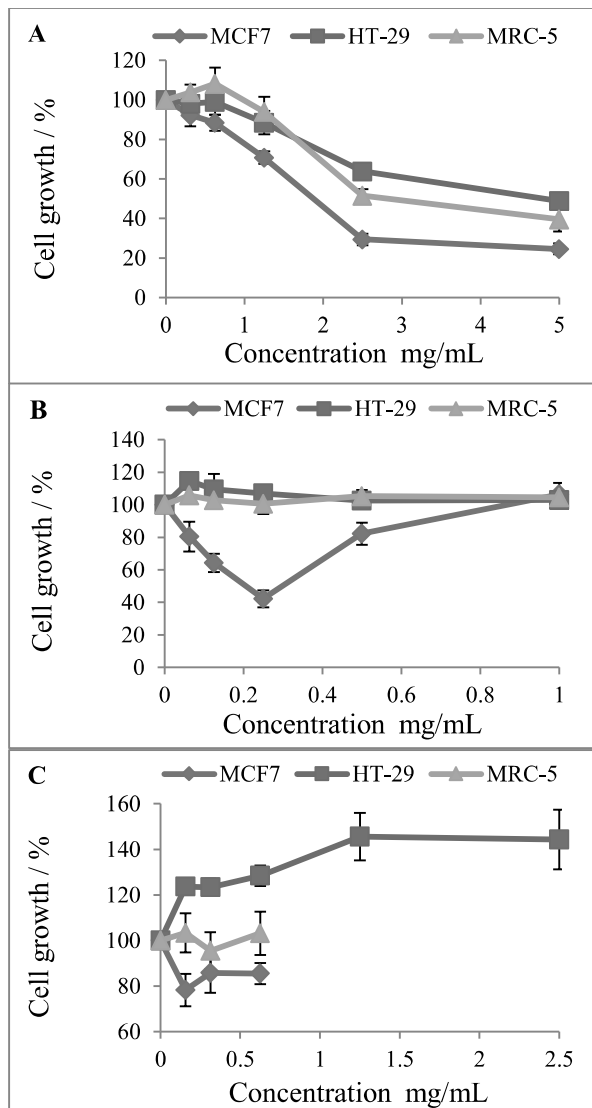 A
MCF7 HT-29 MRC-5
120
100
80
60
40
20
0
0 1 2 3 4 5
Cell growth / %
Concentration mg/mL
B
MCF7 HT-29 MRC-5
140
120
100
80
60
40
20
0
0 0.2 0.4 0.6 0.8 1
Cell growth / %
Concentration mg/mL
C
MCF7 HT-29 MRC-5
160
140
120
100
80
60
0 0.5 1 1.5 2 2.5
Cell growth / %
Concentration mg/mL